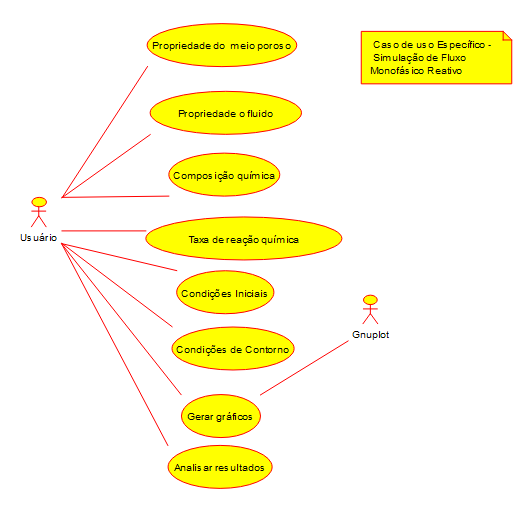 Propriedade do meio poroso
Caso de uso Específico -
Simulação de Fluxo
Monofásico Reativo
Propriedade o fluido
Composição química
Usuário
Taxa de reação química
Condições Iniciais
Gnuplot
Condições de Contorno
Gerar gráficos
Analisar resultados